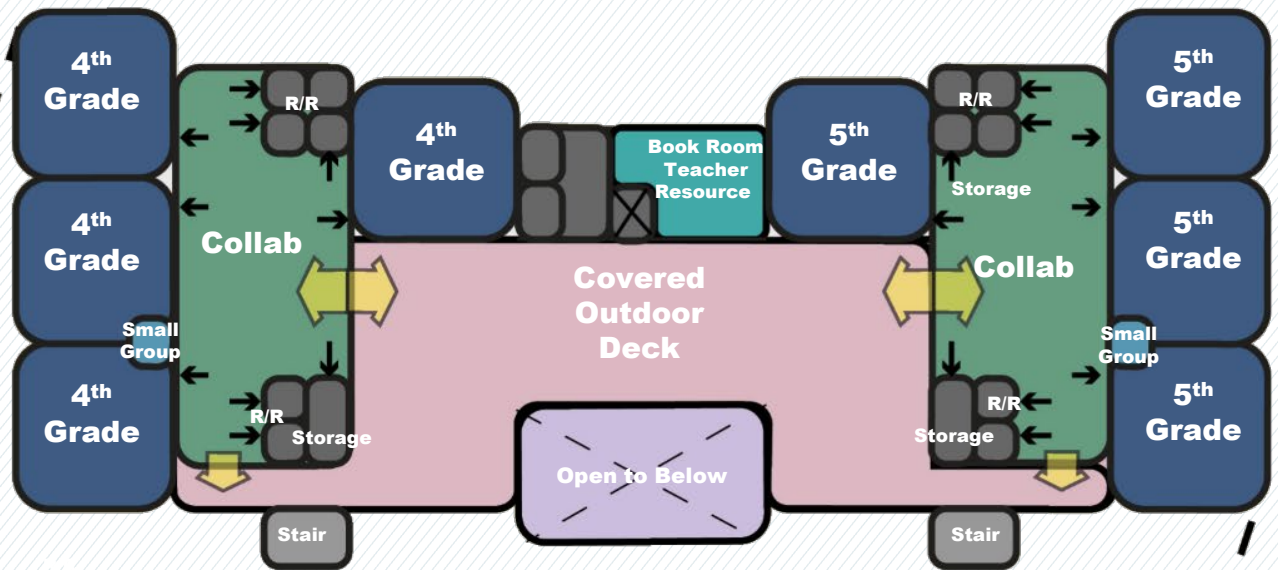 4th
Grade
4th
Grade
4th
Grade
Small
Group
Collab
R/R
R/R
Storage
4th
Grade
Book Room
Teacher
Resource
Covered
Outdoor
Deck
Open to Below
5th
Grade
R/R
Storage
Collab
R/R
Storage
5th
Grade
5th
Grade
Small
Group
5th
Grade
Stair
Stair